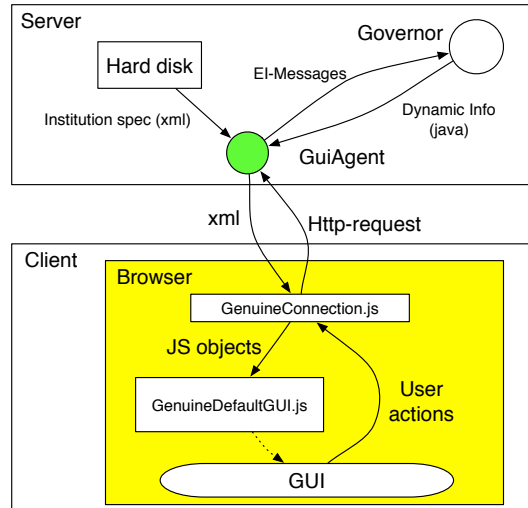 Server
Governor
Hard disk
EI-Messages
Institution spec (xml)
Dynamic Info
(java)
GuiAgent
xml
Http-request
Client
Browser
GenuineConnection.js
JS objects
GenuineDefaultGUI.js
User
actions
GUI